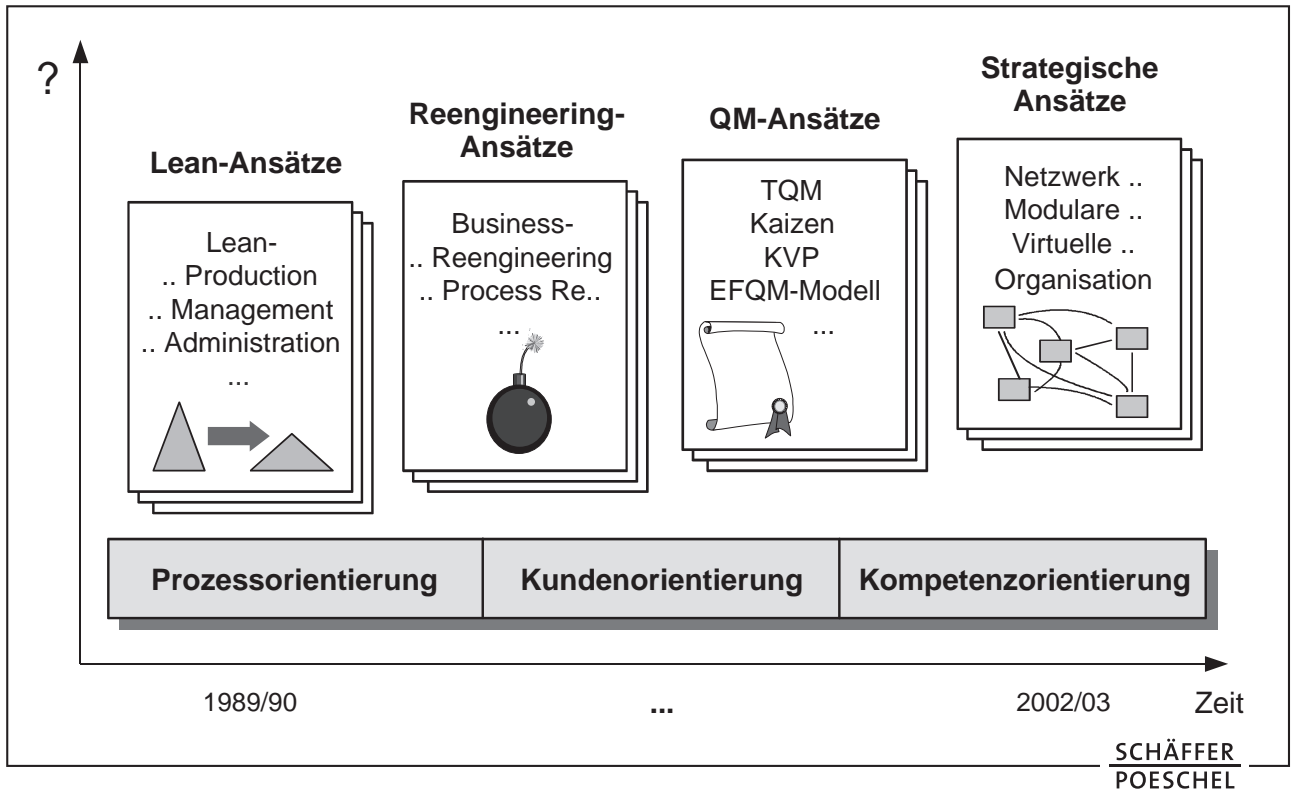 ?
Lean-Ansätze
Lean-
.. Production
.. Management
.. Administration
...
Reengineering-
Ansätze
Business-
.. Reengineering
.. Process Re..
...
QM-Ansätze
TQM
Kaizen
KVP
EFQM-Modell
...
Strategische
Ansätze
Netzwerk ..
Modulare ..
Virtuelle ..
Organisation
Prozessorientierung
Kundenorientierung
Kompetenzorientierung
1989/90
...
2002/03
Zeit
SCHÄFFER
POESCHEL